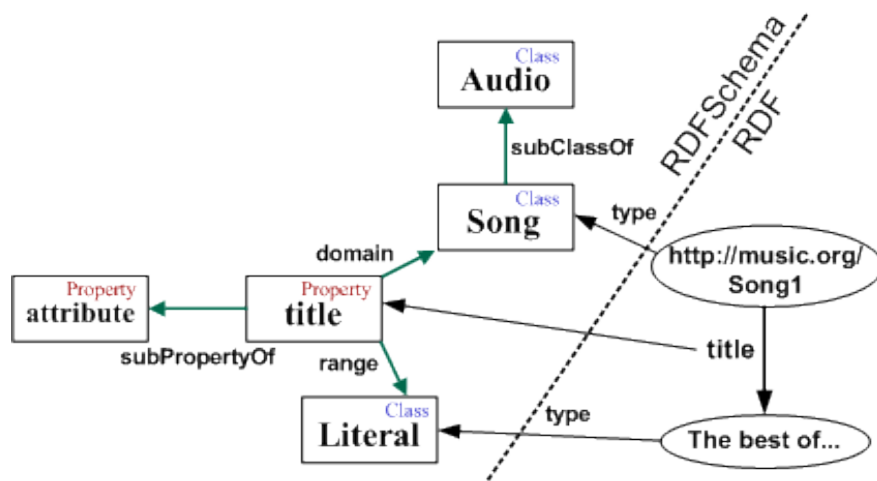 Class
Audio
RDFSchema
RDF
subClassOf
Class
Song
type
http://music.org/
Song1
domain
Property
attribute
Property
title
subPropertyOf
range
title
Class
Literal
type
The best of...